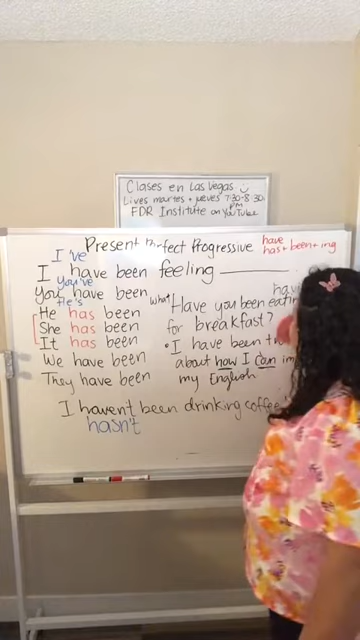 Clases en Las Vegas
Lives martes + jueves 7:30-8:30
pm
FDR Institute on YouTube
Present Perfect Progressive
have
has + been + ing
I've
I have been feeling
you've
You have been
He's
He has been
She has been
It has been
We have been
They have been
what
Have you been eatin
for breakfast?
• I have been
about how I can im
my English
I haven't been drinking coffee
hasn't